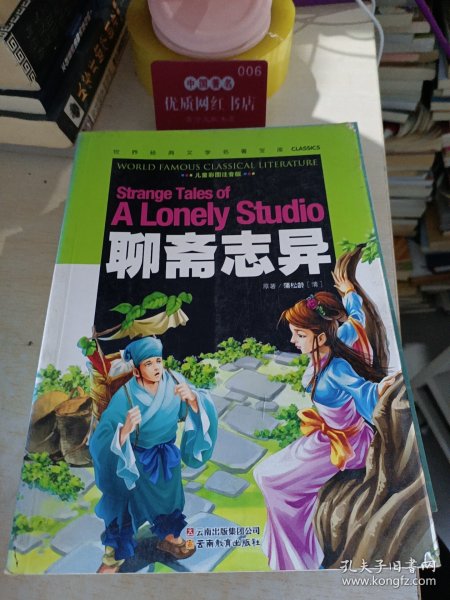 006
中国著名
优质网红书店
世界经典文学名著宝库 CLASSICS
WORLD FAMOUS CLASSICAL LITERATURE
儿童彩图注音版
Strange Tales of
A Lonely Studio
聊斋志异
原著/蒲松龄［清］
云南出版集团公司
云南教育出版社
孔夫子旧书网
www.kongfz.com